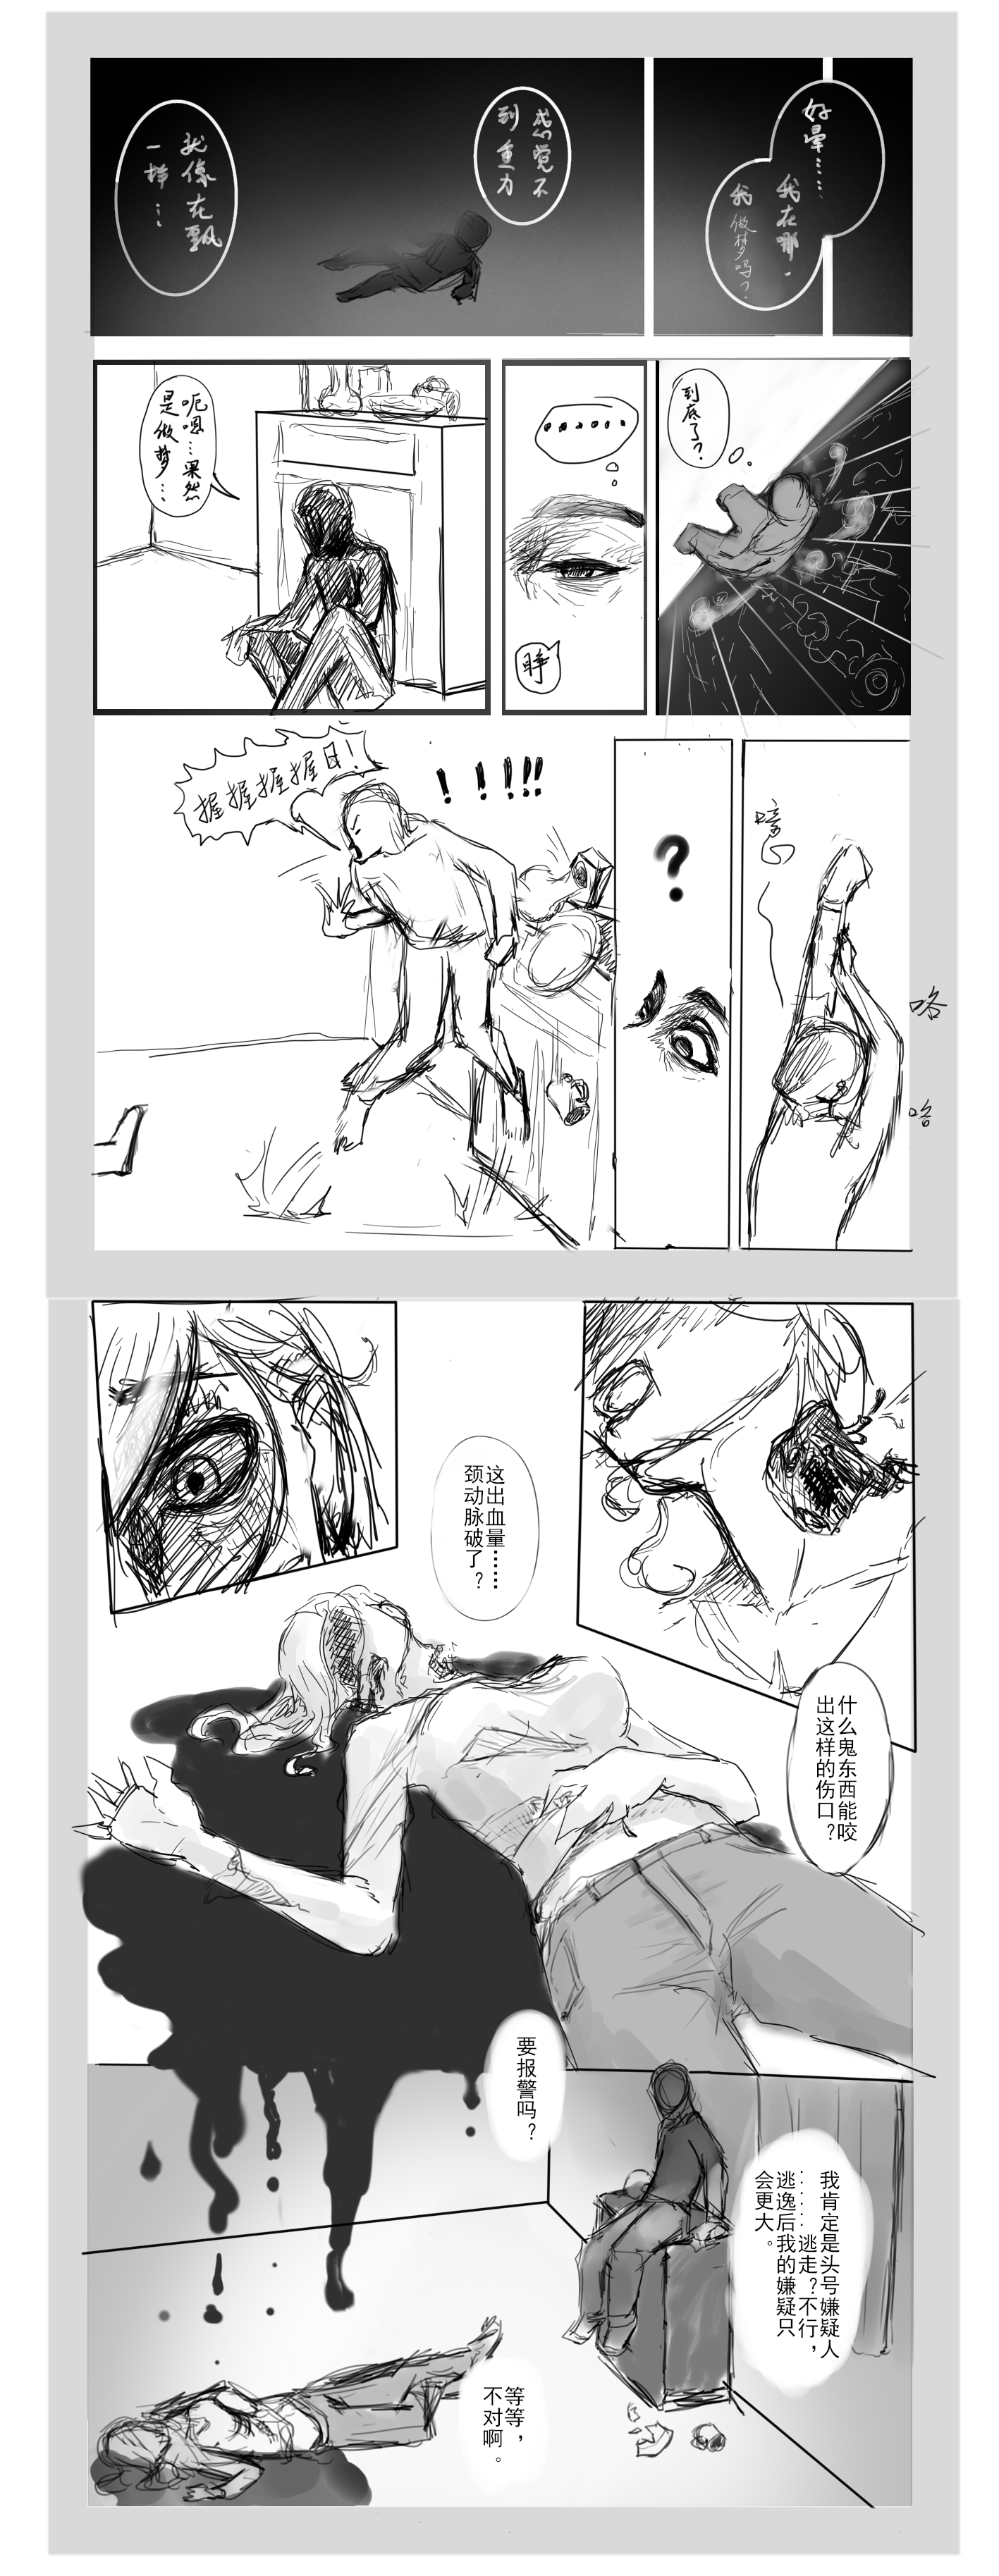 好晕……
我在哪.
我做梦吗？
感觉不
到重力
我像在飘
一样…
到底了？
……
睁
呃嗯…果然
是做梦…
咯
咯
？
！！！！！
握握握握日！
什么鬼东西能咬
出这样的伤口？
这出血量……
颈动脉破了？
要报警吗？
我肯定是头号嫌疑人
……逃走？不行，
逃逸后我的嫌疑只
会更大。
等等，
不对啊。